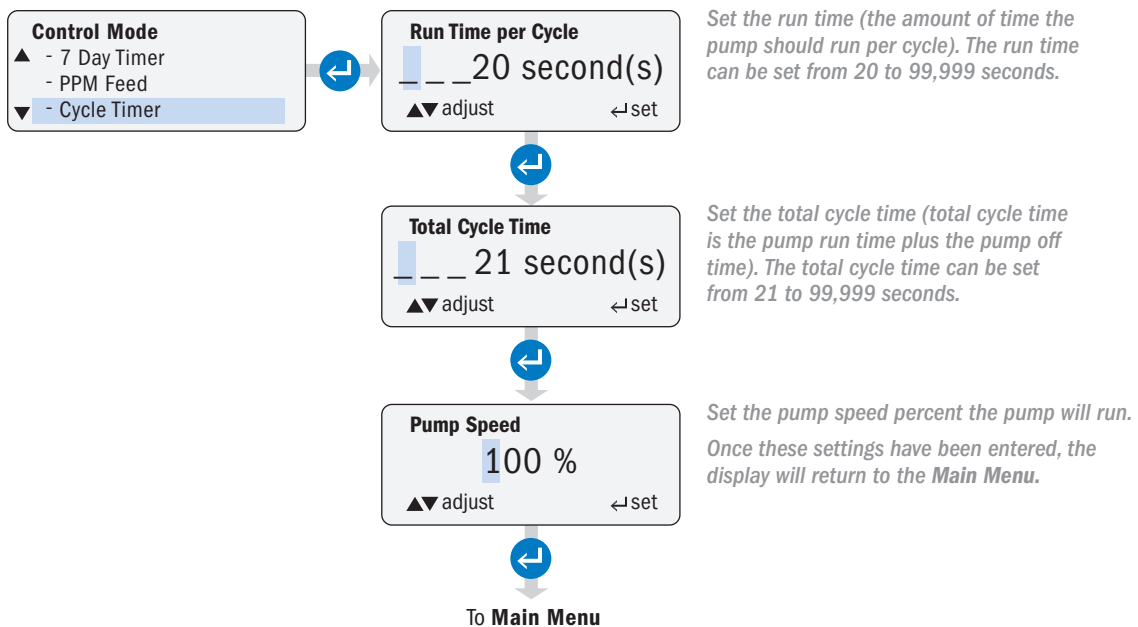 Control Mode
▲ - 7 Day Timer
- PPM Feed
▼ - Cycle Timer
Run Time per Cycle
_ _ _20 second(s)
▲▼ adjust ↵ set
Set the run time (the amount of time the
pump should run per cycle). The run time
can be set from 20 to 99,999 seconds.
Total Cycle Time
_ _ _ 21 second(s)
▲▼ adjust ↵ set
Set the total cycle time (total cycle time
is the pump run time plus the pump off
time). The total cycle time can be set
from 21 to 99,999 seconds.
Pump Speed
100 %
▲▼ adjust ↵ set
Set the pump speed percent the pump will run.
Once these settings have been entered, the
display will return to the Main Menu.
To Main Menu